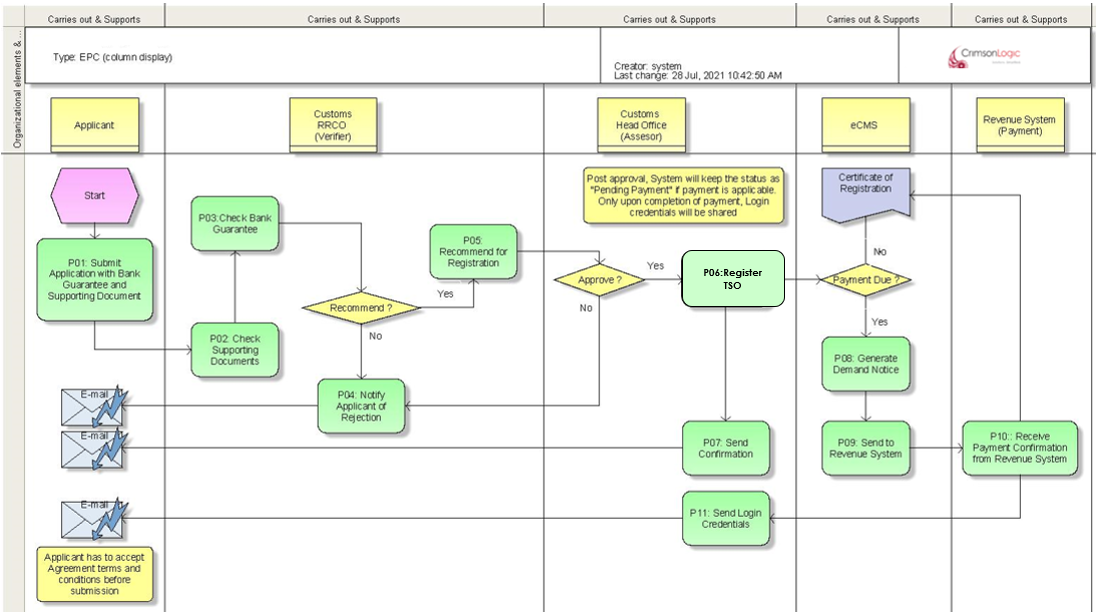 Carries out & Supports
Carries out & Supports
Carries out & Supports
Carries out & Supports
Carries out & Supports
Organizational elements & ...
Type: EPC (column display)
Creator: system
Last change: 28 Jul, 2021 10:42:50 AM
CrimsonLogic
Applicant
Customs
RRCO
(Verifier)
Customs
Head Office
(Assesor)
eCMS
Revenue System
(Payment)
Start
P01: Submit
Application with Bank
Guarantee and
Supporting Document
P03:Check Bank
Guarantee
P02: Check
Supporting
Documents
Recommend ?
Yes
No
P04: Notify
Applicant of
Rejection
P05:
Recommend for
Registration
Post approval, System will keep the status as
"Pending Payment" if payment is applicable.
Only upon completion of payment, Login
credentials will be shared
Approve ?
Yes
No
P06:Register
TSO
Certificate of
Registration
No
Payment Due ?
Yes
P08: Generate
Demand Notice
P09: Send to
Revenue System
P10:: Receive
Payment Confirmation
from Revenue System
P07: Send
Confirmation
P11: Send Login
Credentials
E-mail
E-mail
E-mail
Applicant has to accept
Agreement terms and
conditions before
submission